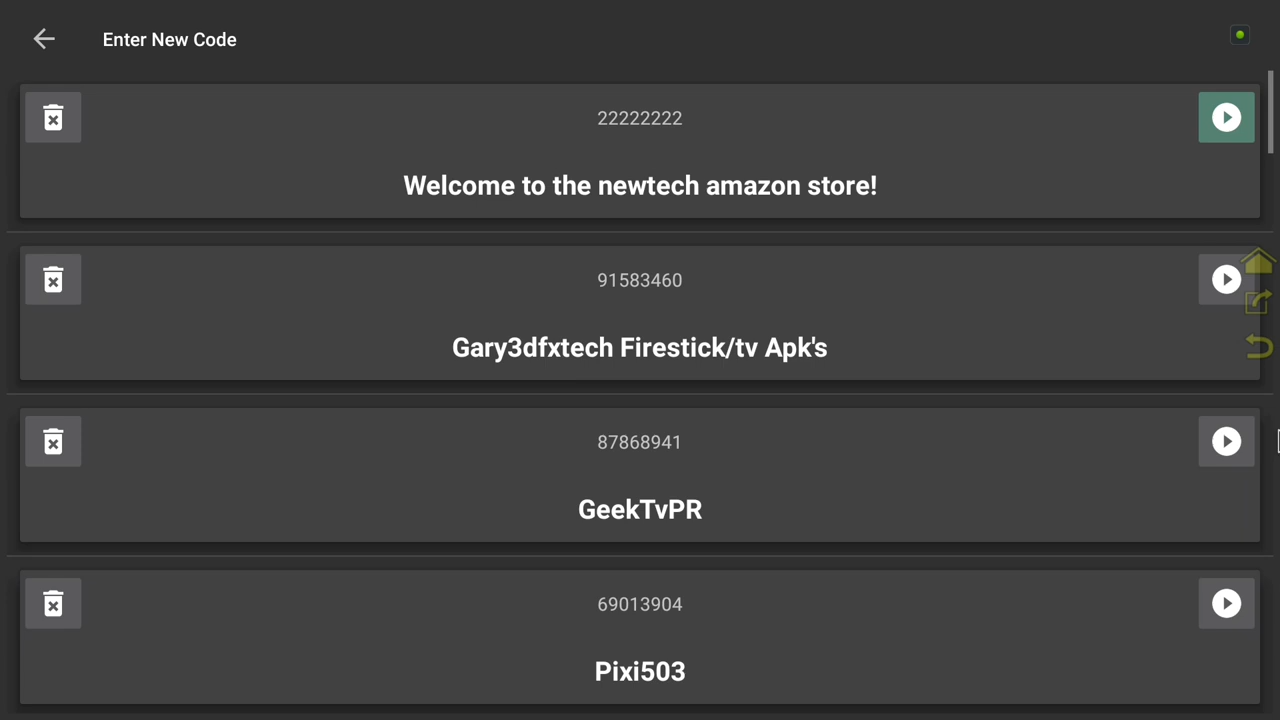 Enter New Code
22222222
Welcome to the newtech amazon store!
91583460
Gary3dfxtech Firestick/tv Apk's
87868941
GeekTvPR
69013904
Pixi503